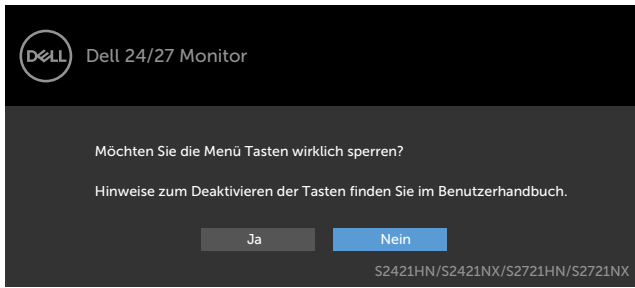 DELL
Dell 24/27 Monitor
Möchten Sie die Menü Tasten wirklich sperren?
Hinweise zum Deaktivieren der Tasten finden Sie im Benutzerhandbuch.
Ja
Nein
S2421HN/S2421NX/S2721HN/S2721NX